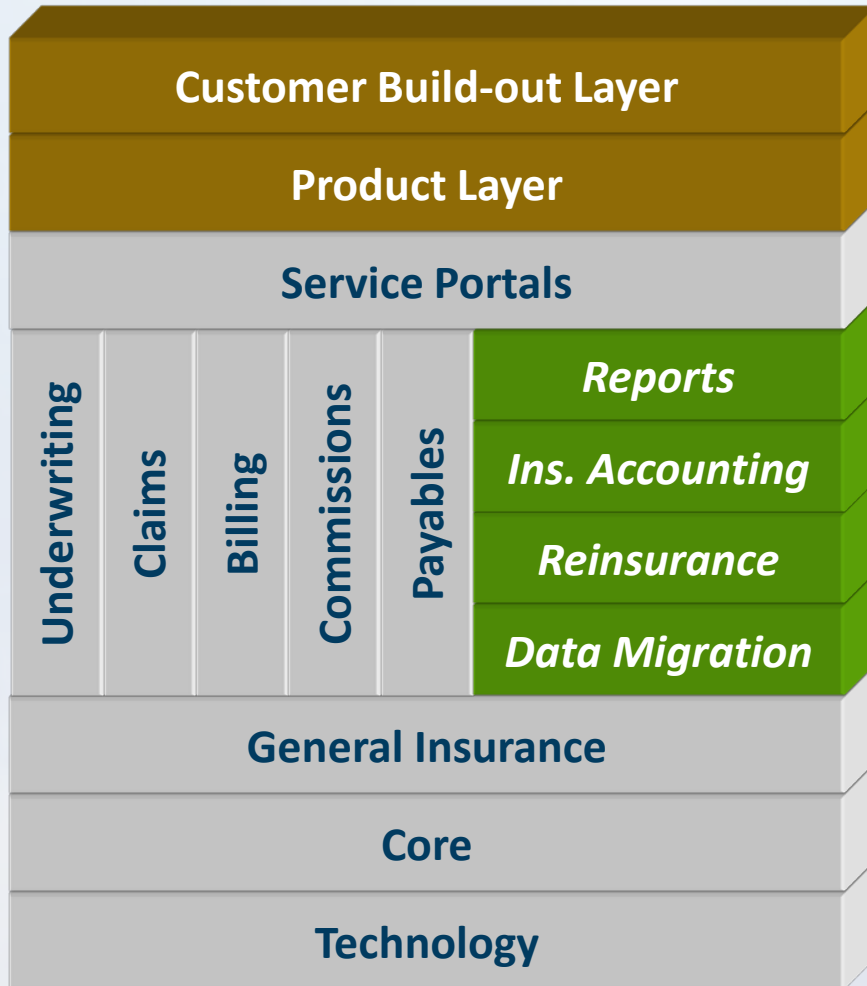 Customer Build-out Layer
Product Layer
Service Portals
Underwriting
Claims
Billing
Commissions
Payables
Reports
Ins. Accounting
Reinsurance
Data Migration
General Insurance
Core
Technology